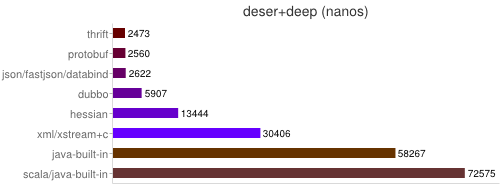 deser+deep (nanos)
thrift 2473
protobuf 2560
json/fastjson/databind 2622
dubbo 5907
hessian 13444
xml/xstream+c 30406
java-built-in 58267
scala/java-built-in 72575